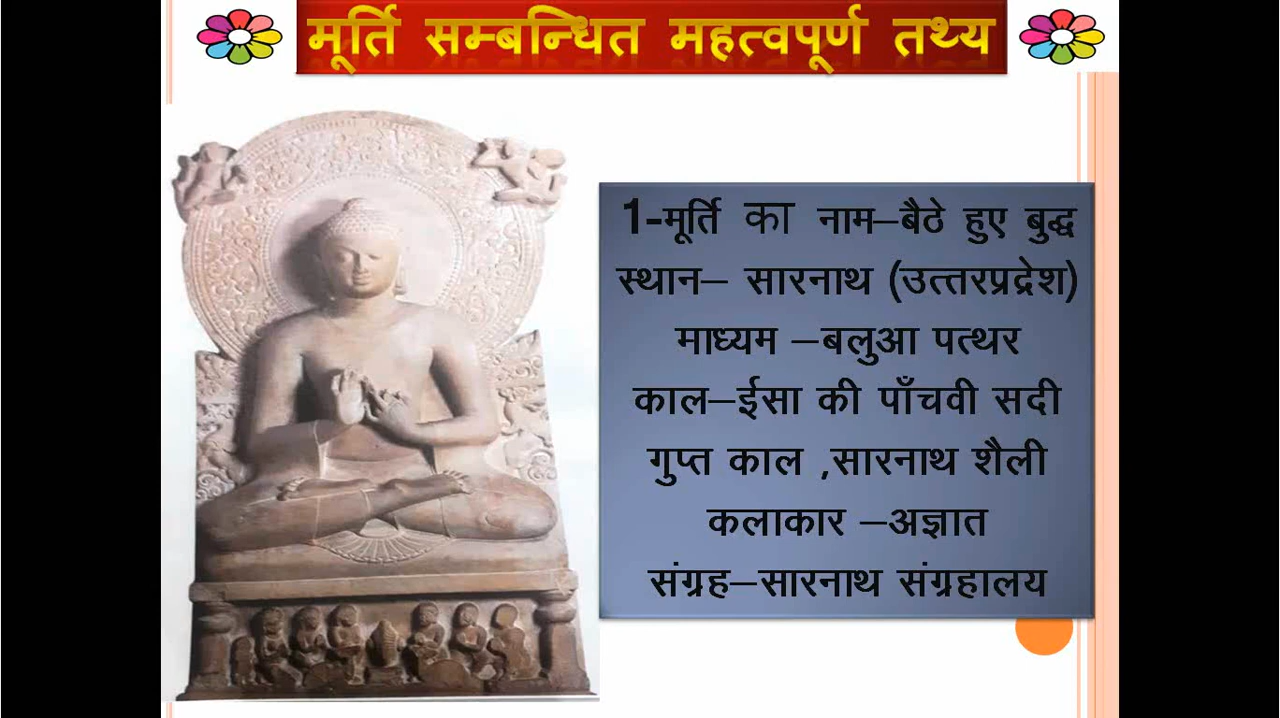 मूर्ति सम्बन्धित महत्वपूर्ण तथ्य
1-मूर्ति का नाम–बैठे हुए बुद्ध
स्थान– सारनाथ (उत्तरप्रद्रेश)
माध्यम –बलुआ पत्थर
काल–ईसा की पाँचवी सदी
गुप्त काल ,सारनाथ शैली
कलाकार –अज्ञात
संग्रह–सारनाथ संग्रहालय